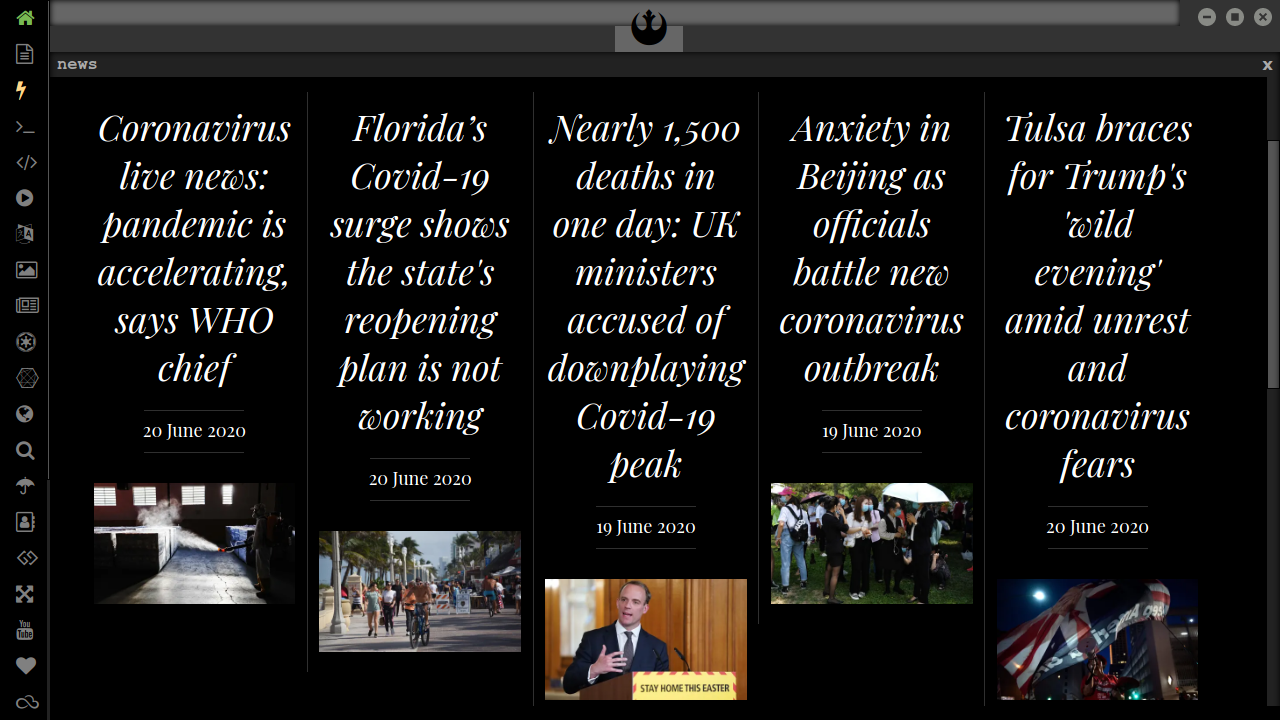 news
x
Coronavirus
live news:
pandemic is
accelerating,
says WHO
chief
20 June 2020
Florida’s
Covid-19
surge shows
the state's
reopening
plan is not
working
20 June 2020
Nearly 1,500
deaths in
one day: UK
ministers
accused of
downplaying
Covid-19
peak
19 June 2020
STAY HOME THIS EASTER
Anxiety in
Beijing as
officials
battle new
coronavirus
outbreak
19 June 2020
Tulsa braces
for Trump's
'wild
evening'
amid unrest
and
coronavirus
fears
20 June 2020
You
Tube